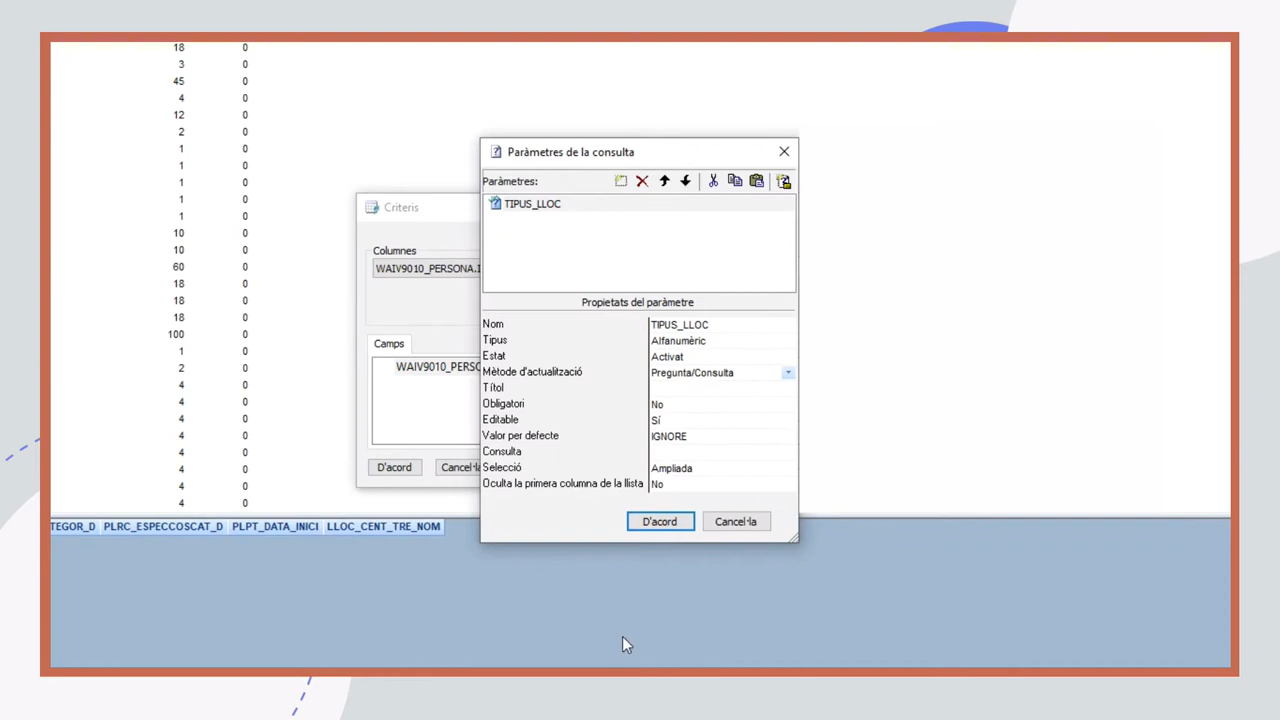 18 0
3 0
45 0
4 0
12 0
2 0
1 0
1 0
1 0
1 0
1 0
10 0
10 0
60 0
18 0
18 0
18 0
100 0
1 0
2 0
4 0
4 0
4 0
4 0
4 0
4 0
4 0
4 0
Criteris
Columnes
WAIV9010_PERSONA.I
Camps
WAIV9010_PERSO
D'acord
Cancel·la
Paràmetres de la consulta
Paràmetres:
TIPUS_LLOC
Propietats del paràmetre
Nom TIPUS_LLOC
Tipus Alfanumèric
Estat Activat
Mètode d'actualització Pregunta/Consulta
Títol
Obligatori No
Editable Sí
Valor per defecte IGNORE
Consulta
Selecció Ampliada
Oculta la primera columna de la llista No
D'acord Cancel·la
TEGOR_D PLRC_ESPECCOSCAT_D PLPT_DATA_INICI LLOC_CENT_TRE_NOM